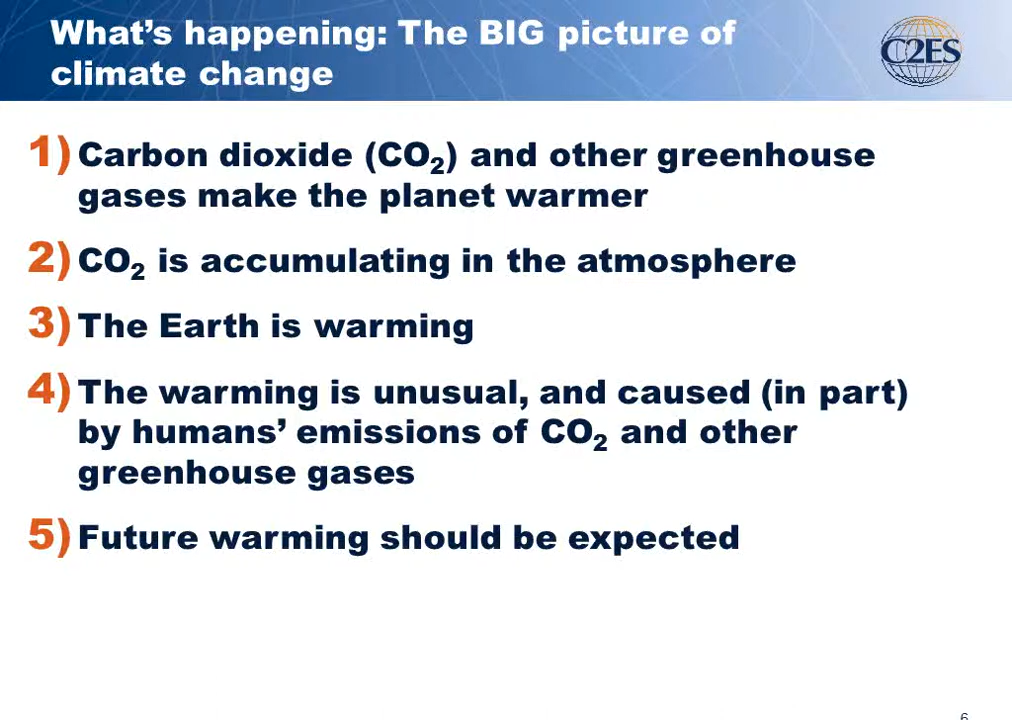 What’s happening: The BIG picture of
climate change
C2ES
1) Carbon dioxide (CO₂) and other greenhouse
gases make the planet warmer
2) CO₂ is accumulating in the atmosphere
3) The Earth is warming
4) The warming is unusual, and caused (in part)
by humans’ emissions of CO₂ and other
greenhouse gases
5) Future warming should be expected
6